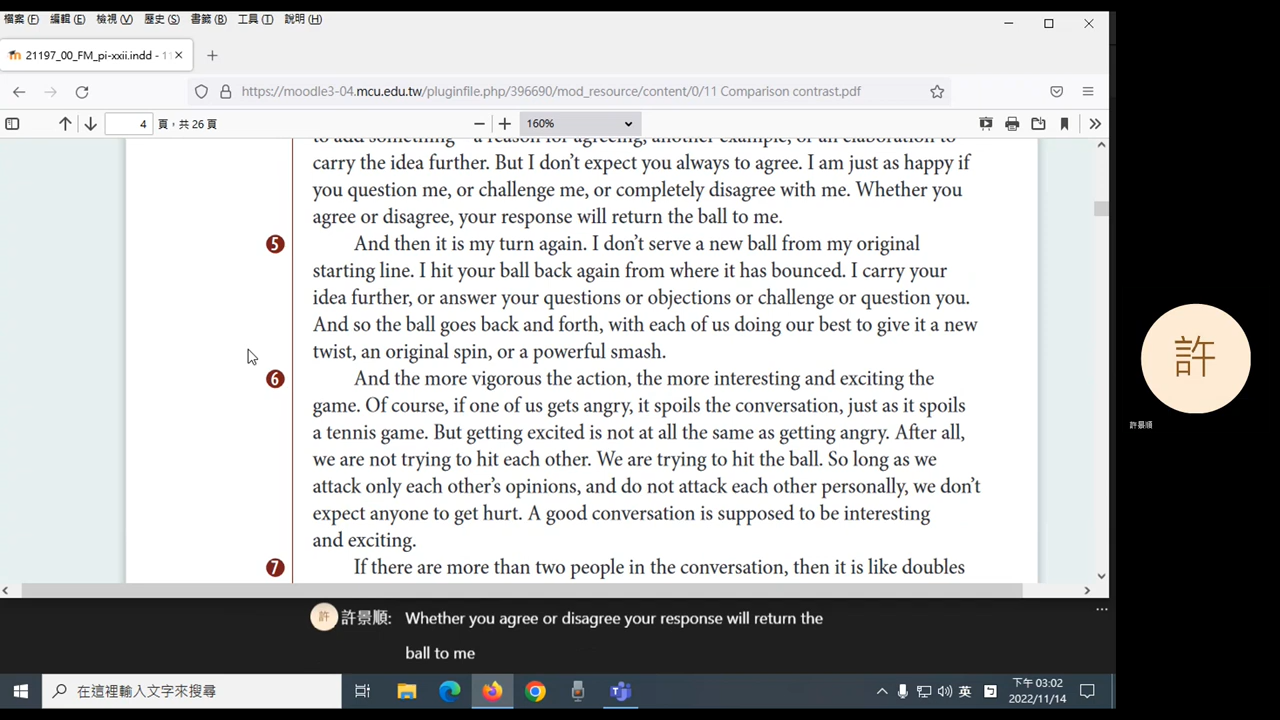 檔案(F) 編輯(E) 檢視(V) 歷史(S) 書籤(B) 工具(T) 說明(H)
21197_00_FM_pi-xxii.indd - 1
https://moodle3-04.mcu.edu.tw/pluginfile.php/396690/mod_resource/content/0/11 Comparison contrast.pdf
4 頁，共 26 頁
160%
to add something—a reason for agreeing, another example, or an elaboration to
carry the idea further. But I don’t expect you always to agree. I am just as happy if
you question me, or challenge me, or completely disagree with me. Whether you
agree or disagree, your response will return the ball to me.
5 And then it is my turn again. I don’t serve a new ball from my original
starting line. I hit your ball back again from where it has bounced. I carry your
idea further, or answer your questions or objections or challenge or question you.
And so the ball goes back and forth, with each of us doing our best to give it a new
twist, an original spin, or a powerful smash.
6 And the more vigorous the action, the more interesting and exciting the
game. Of course, if one of us gets angry, it spoils the conversation, just as it spoils
a tennis game. But getting excited is not at all the same as getting angry. After all,
we are not trying to hit each other. We are trying to hit the ball. So long as we
attack only each other’s opinions, and do not attack each other personally, we don’t
expect anyone to get hurt. A good conversation is supposed to be interesting
and exciting.
7 If there are more than two people in the conversation, then it is like doubles
許
許景順
許 許景順: Whether you agree or disagree your response will return the
ball to me
在這裡輸入文字來搜尋
英
下午 03:02
2022/11/14